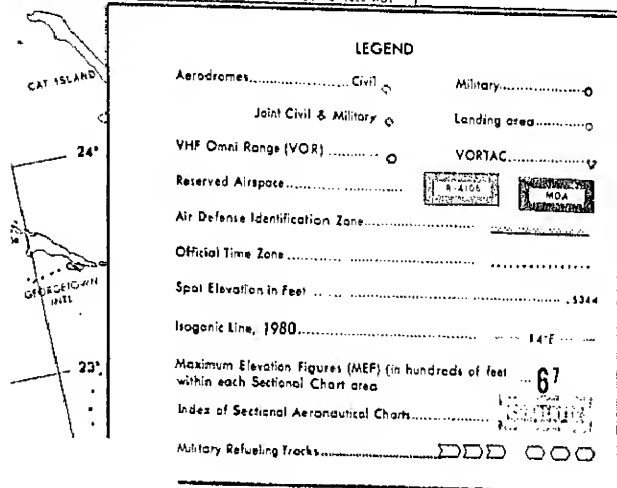 LEGEND
CAT ISLAND
Aerodromes Civil Military
Joint Civil & Military Landing area
24°
VHF Omni Range (VOR) VORTAC
Reserved Airspace R-4106 MOA
Air Defense Identification Zone
Official Time Zone
GEORGETOWN
INTL
Spot Elevation in Feet .5344
Isogonic Line, 1980 14°E
23°
Maximum Elevation Figures (MEF) (in hundreds of feet
within each Sectional Chart area 67
Index of Sectional Aeronautical Charts
Military Refueling Tracks